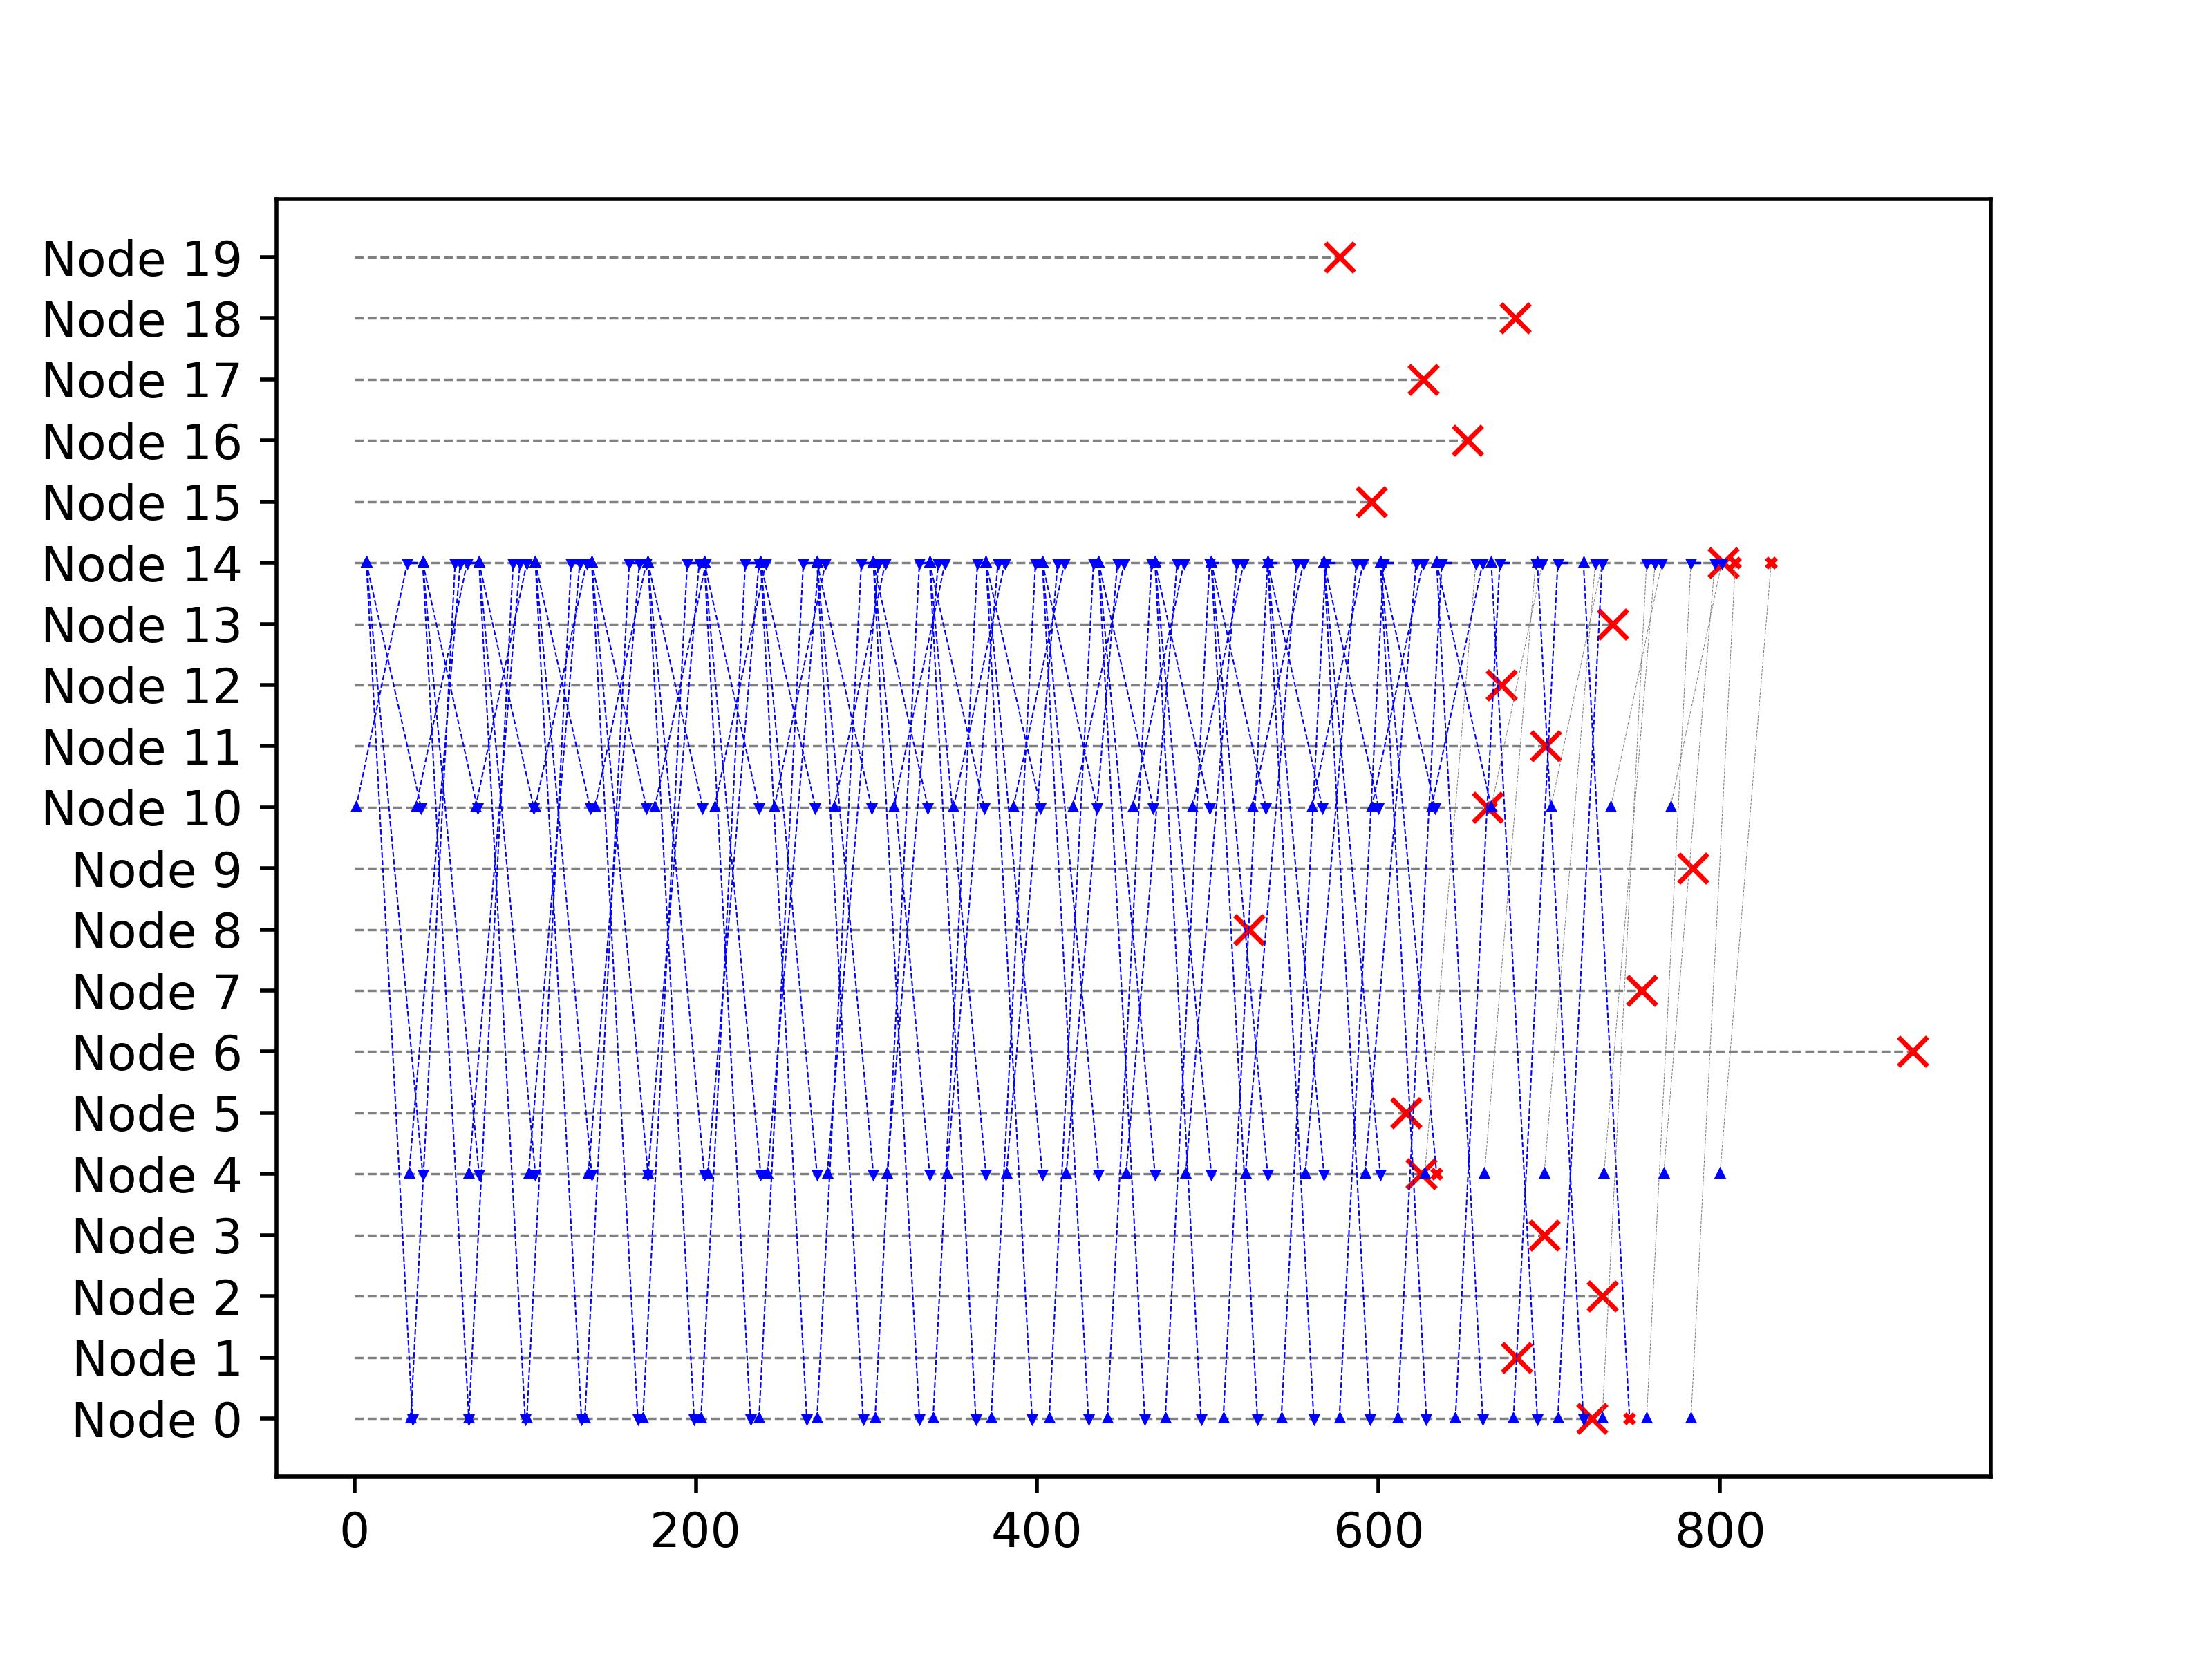 Node 19
Node 18
Node 17
Node 16
Node 15
Node 14
Node 13
Node 12
Node 11
Node 10
Node 9
Node 8
Node 7
Node 6
Node 5
Node 4
Node 3
Node 2
Node 1
Node 0
0 200 400 600 800